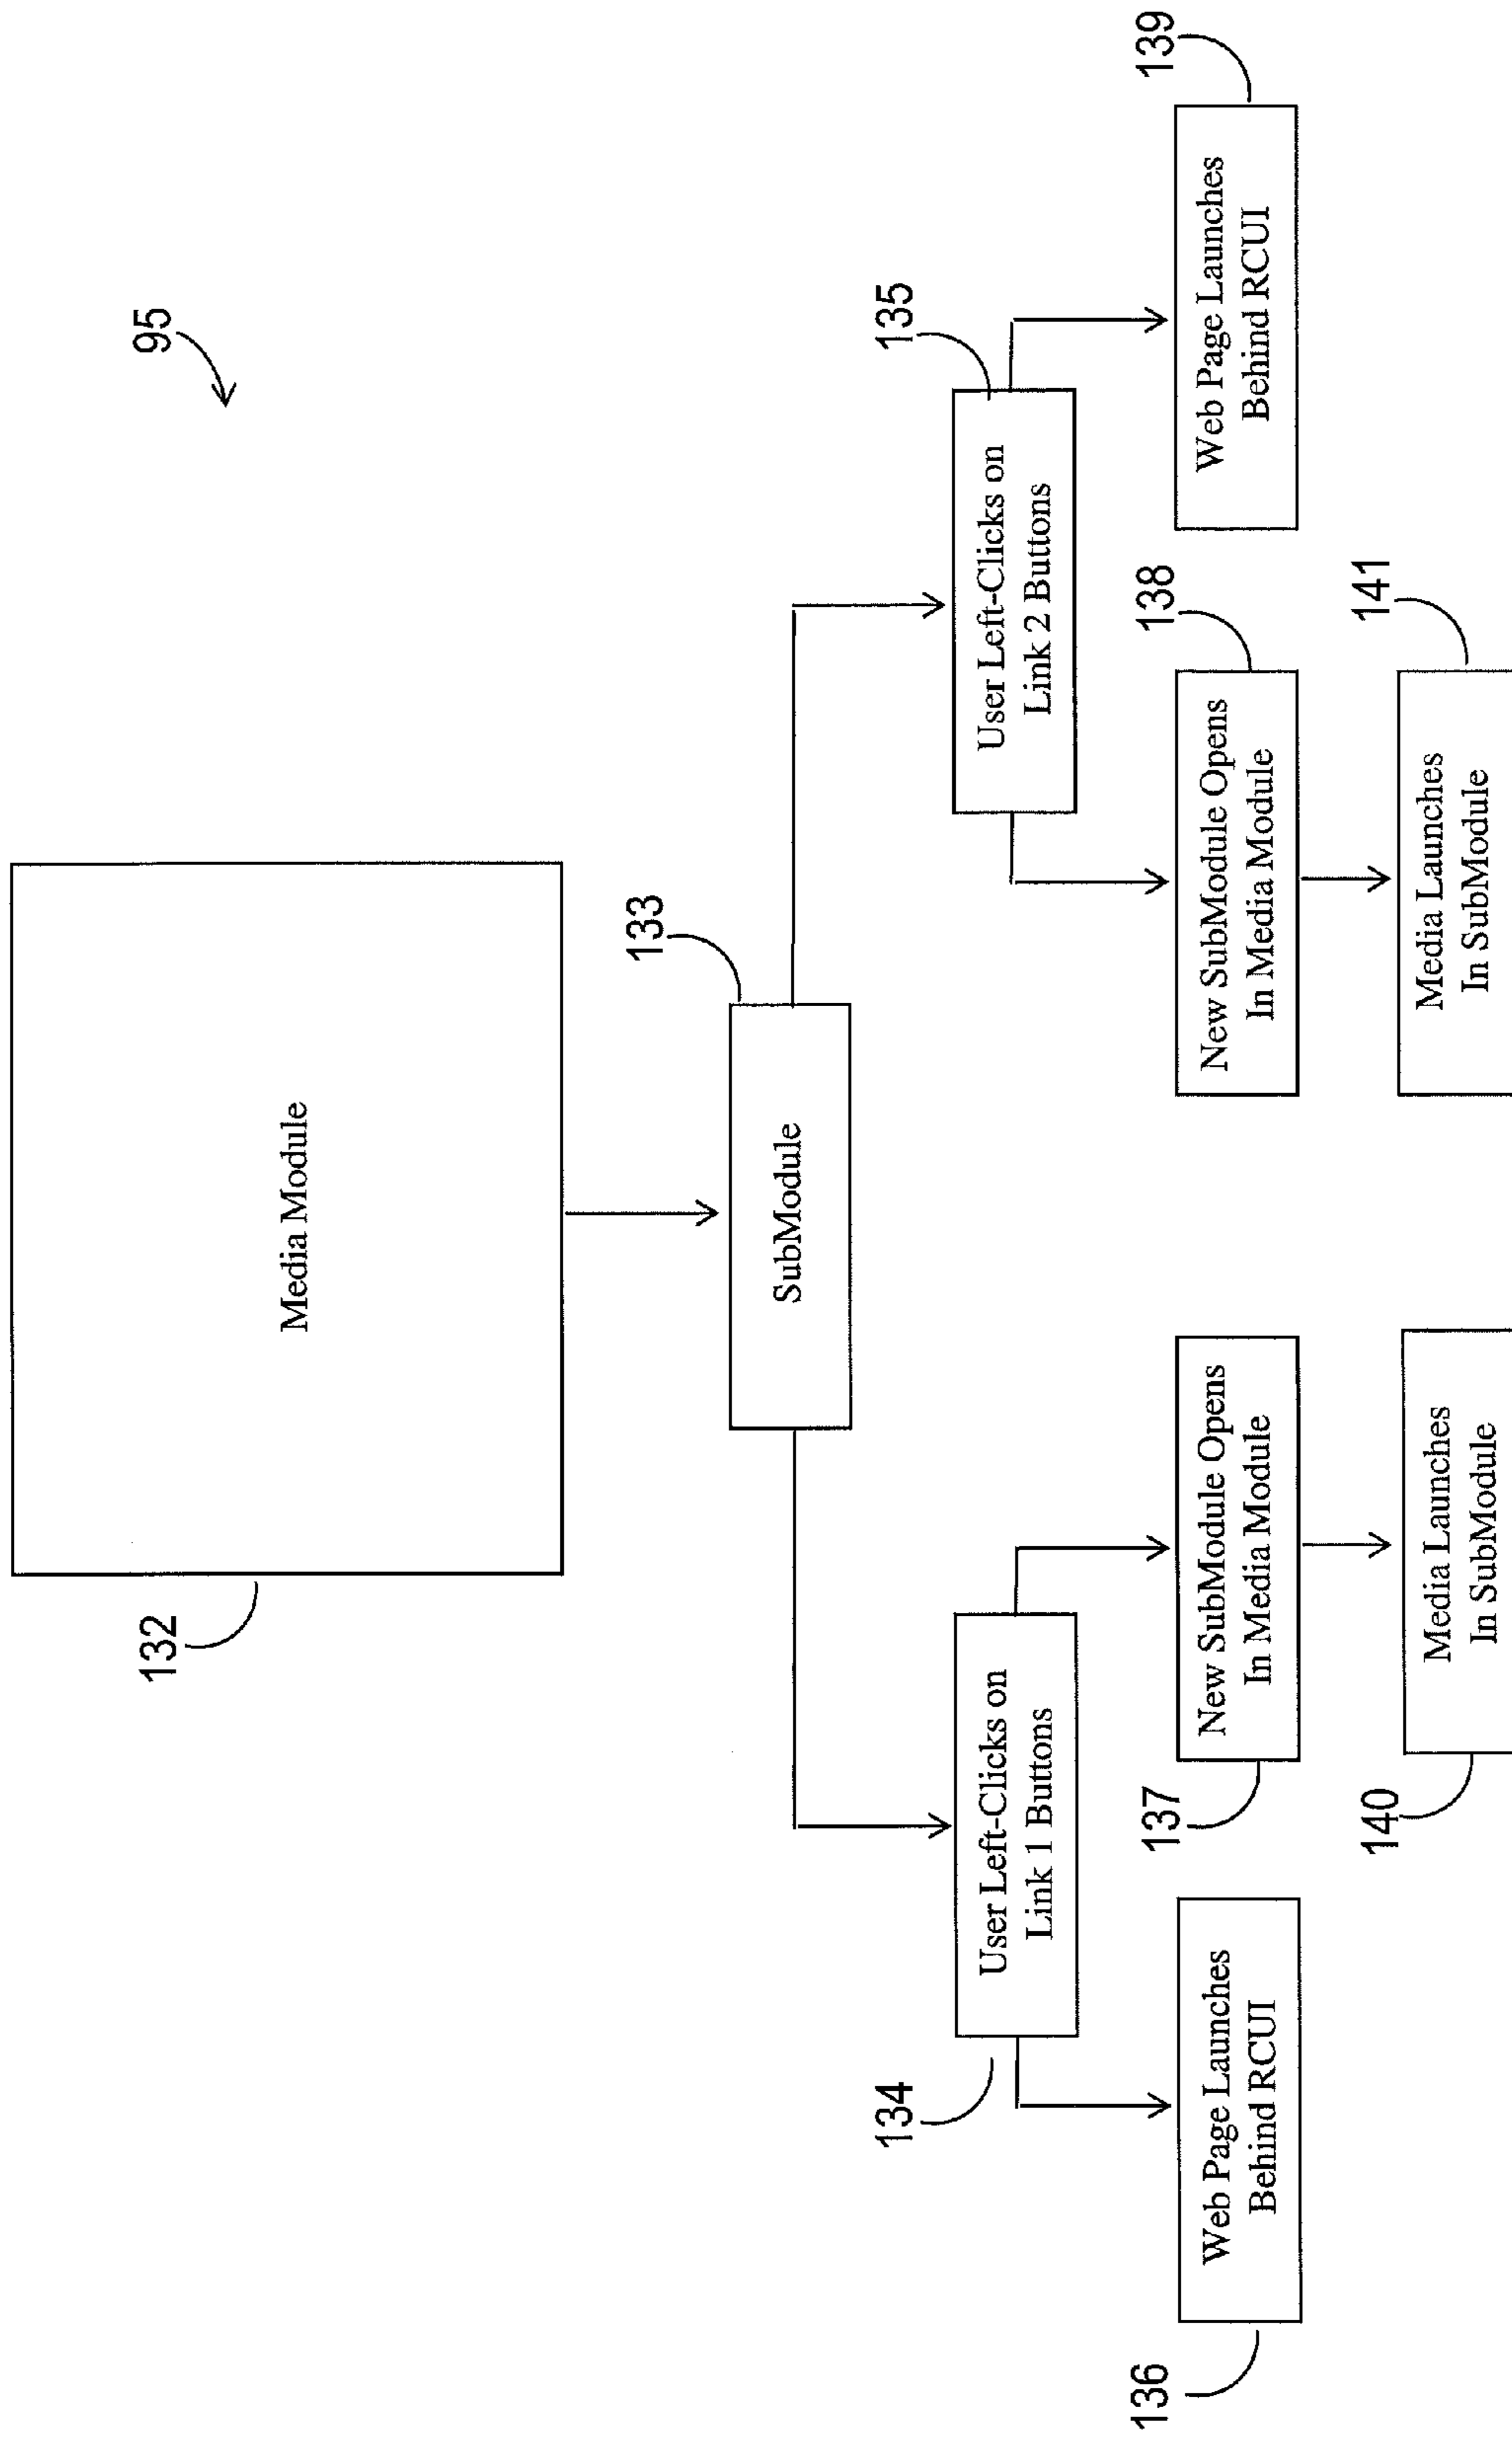 95
132
Media Module
133
SubModule
134
User Left-Clicks on
Link 1 Buttons
135
User Left-Clicks on
Link 2 Buttons
136
Web Page Launches
Behind RCUI
137
New SubModule Opens
In Media Module
138
New SubModule Opens
In Media Module
139
Web Page Launches
Behind RCUI
140
Media Launches
In SubModule
141
Media Launches
In SubModule